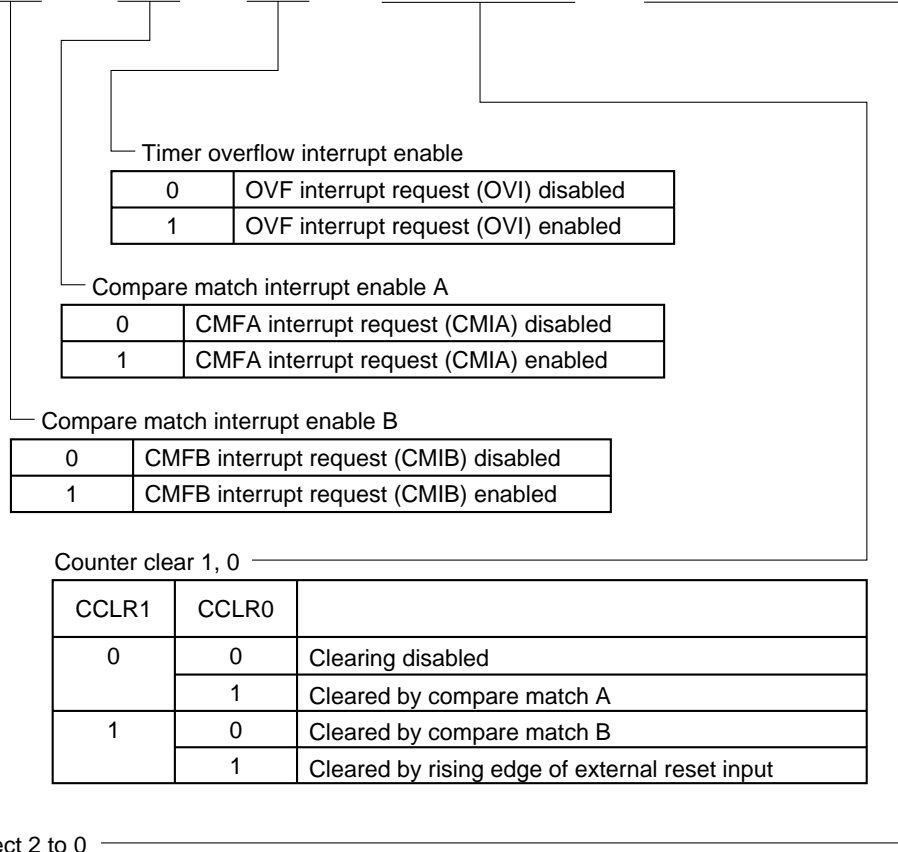 Timer overflow interrupt enable
0 OVF interrupt request (OVI) disabled
1 OVF interrupt request (OVI) enabled
Compare match interrupt enable A
0 CMFA interrupt request (CMIA) disabled
1 CMFA interrupt request (CMIA) enabled
Compare match interrupt enable B
0 CMFB interrupt request (CMIB) disabled
1 CMFB interrupt request (CMIB) enabled
Counter clear 1, 0
CCLR1 CCLR0
0 0 Clearing disabled
1 Cleared by compare match A
1 0 Cleared by compare match B
1 Cleared by rising edge of external reset input
2 to 0